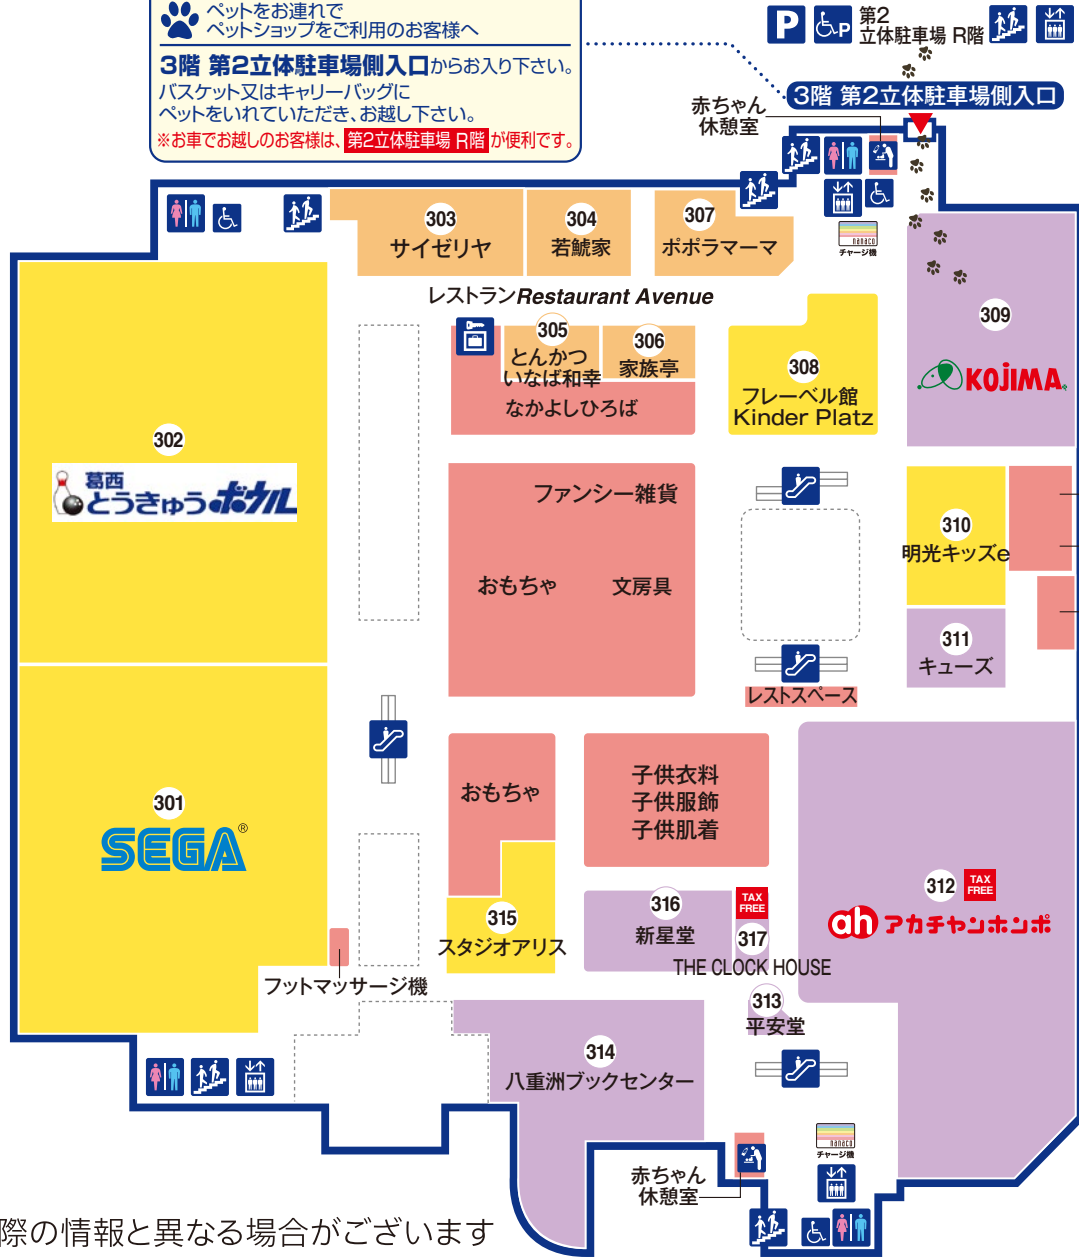 ペットをお連れで
ペットショップをご利用のお客様へ
3階 第2立体駐車場側入口からお入り下さい。
バスケット又はキャリーバッグに
ペットをいれていただき、お越し下さい。
※お車でお越しのお客様は、第2立体駐車場 R階が便利です。
P
P
第2
立体駐車場 R階
3階 第2立体駐車場側入口
赤ちゃん
休憩室
nanaco
チャージ機
303
サイゼリヤ
304
若鯱家
307
ポポラマーマ
レストランRestaurant Avenue
305
とんかつ
いなば和幸
306
家族亭
なかよしひろば
308
フレーベル館
Kinder Platz
309
KOJIMA
302
葛西
とうきゅうボウル
ファンシー雑貨
おもちゃ
文房具
310
明光キッズe
311
キューズ
レストスペース
301
SEGA®
おもちゃ
子供衣料
子供服飾
子供肌着
312
TAX
FREE
ah アカチャンホンポ
315
スタジオアリス
316
新星堂
TAX
FREE
317
THE CLOCK HOUSE
フットマッサージ機
313
平安堂
314
八重洲ブックセンター
nanaco
チャージ機
赤ちゃん
休憩室
際の情報と異なる場合がございます